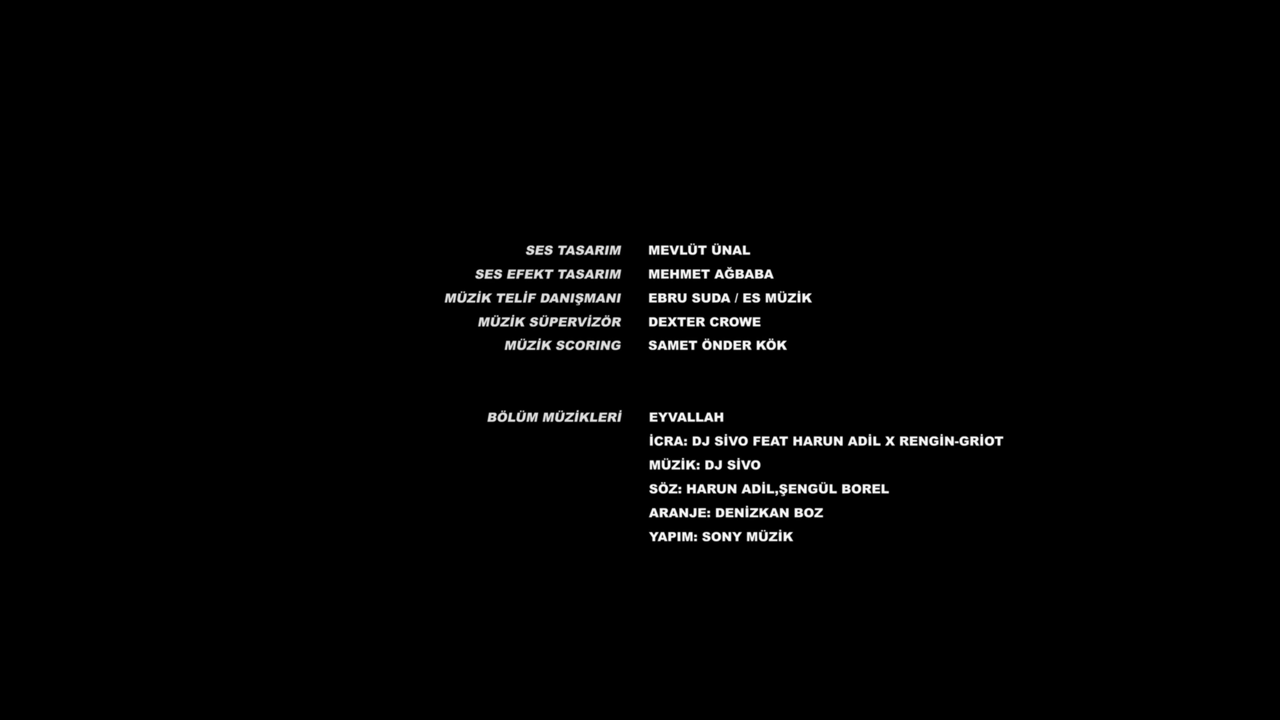 SES TASARIM MEVLÜT ÜNAL
SES EFEKT TASARIM MEHMET AĞBABA
MÜZİK TELİF DANIŞMANI EBRU SUDA / ES MÜZİK
MÜZİK SÜPERVİZÖR DEXTER CROWE
MÜZİK SCORING SAMET ÖNDER KÖK
BÖLÜM MÜZİKLERİ EYVALLAH
İCRA: DJ SİVO FEAT HARUN ADİL X RENGİN-GRİOT
MÜZİK: DJ SİVO
SÖZ: HARUN ADİL,ŞENGÜL BOREL
ARANJE: DENİZKAN BOZ
YAPIM: SONY MÜZİK